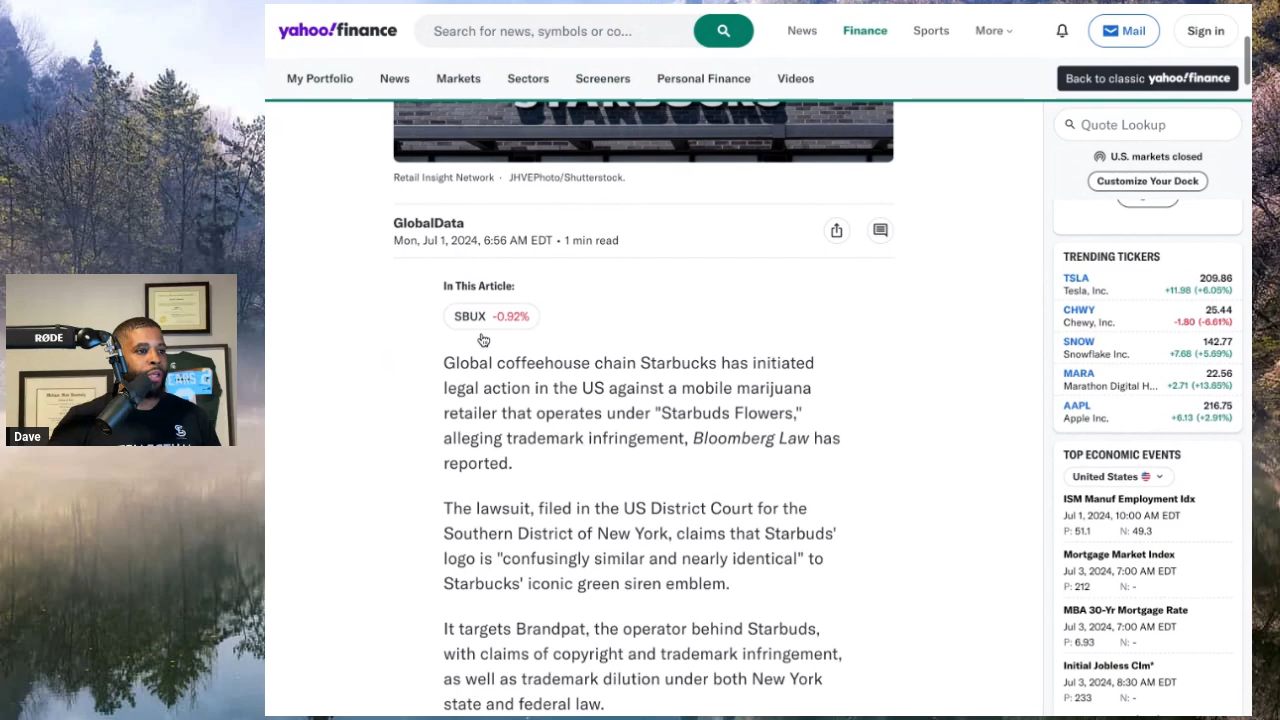 yahoo!finance
Search for news, symbols or co...
News
Finance
Sports
More
Mail
Sign in
My Portfolio
News
Markets
Sectors
Screeners
Personal Finance
Videos
Back to classic yahoo!finance
STARBUCKS
Retail Insight Network · JHVEPhoto/Shutterstock.
GlobalData
Mon, Jul 1, 2024, 6:56 AM EDT • 1 min read
In This Article:
SBUX -0.92%
Global coffeehouse chain Starbucks has initiated
legal action in the US against a mobile marijuana
retailer that operates under "Starbuds Flowers,"
alleging trademark infringement, Bloomberg Law has
reported.
The lawsuit, filed in the US District Court for the
Southern District of New York, claims that Starbuds'
logo is "confusingly similar and nearly identical" to
Starbucks' iconic green siren emblem.
It targets Brandpat, the operator behind Starbuds,
with claims of copyright and trademark infringement,
as well as trademark dilution under both New York
state and federal law.
Quote Lookup
U.S. markets closed
Customize Your Dock
TRENDING TICKERS
TSLA 209.86
Tesla, Inc. +11.98 (+6.05%)
CHWY 25.44
Chewy, Inc. -1.80 (-6.61%)
SNOW 142.77
Snowflake Inc. +7.68 (+5.69%)
MARA 22.56
Marathon Digital H... +2.71 (+13.65%)
AAPL 216.75
Apple Inc. +6.13 (+2.91%)
TOP ECONOMIC EVENTS
United States
ISM Manuf Employment Idx
Jul 1, 2024, 10:00 AM EDT
P: 51.1 N: 49.3
Mortgage Market Index
Jul 3, 2024, 7:00 AM EDT
P: 212 N: -
MBA 30-Yr Mortgage Rate
Jul 3, 2024, 7:00 AM EDT
P: 6.93 N: -
Initial Jobless Clm*
Jul 3, 2024, 8:30 AM EDT
P: 233 N: -
RØDE
Dave